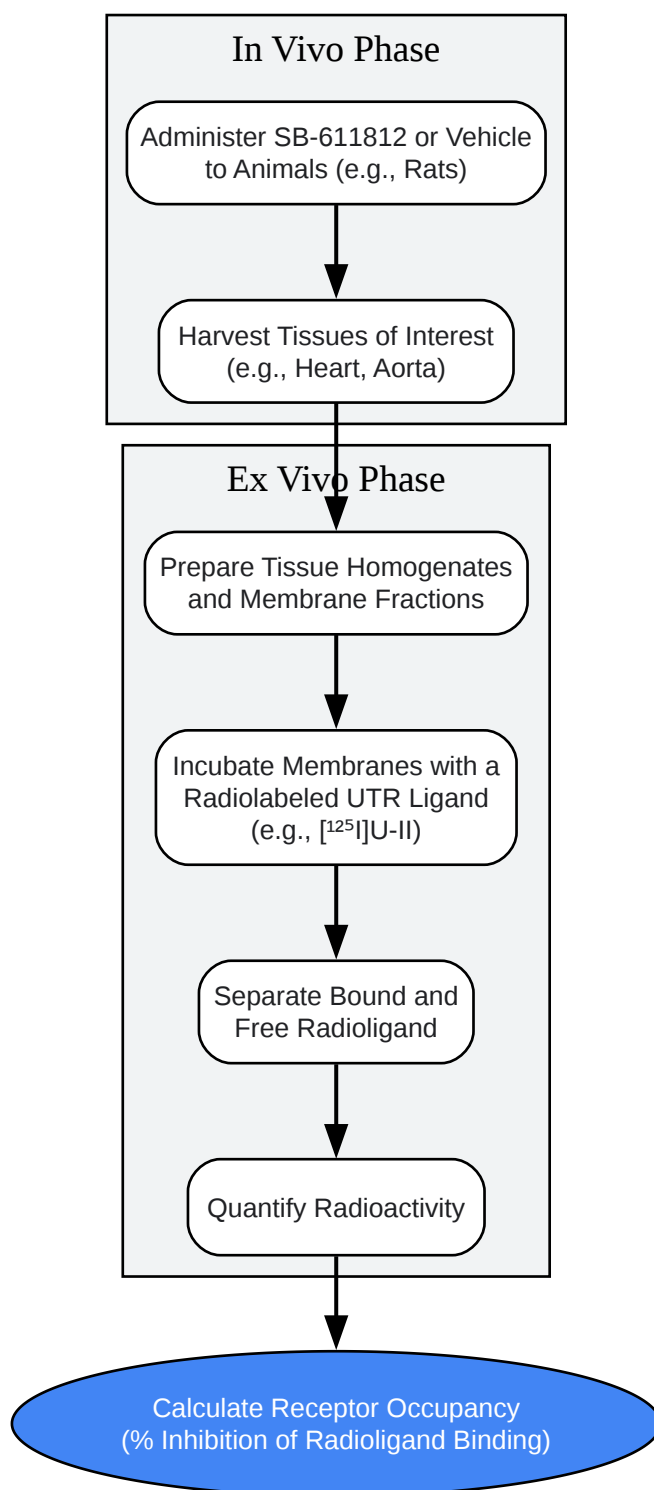 In Vivo Phase
Administer SB-611812 or Vehicle
to Animals (e.g., Rats)
Harvest Tissues of Interest
(e.g., Heart, Aorta)
Ex Vivo Phase
Prepare Tissue Homogenates
and Membrane Fractions
Incubate Membranes with a
Radiolabeled UTR Ligand
(e.g., [¹²⁵I]U-II)
Separate Bound and
Free Radioligand
Quantify Radioactivity
Calculate Receptor Occupancy
(% Inhibition of Radioligand Binding)